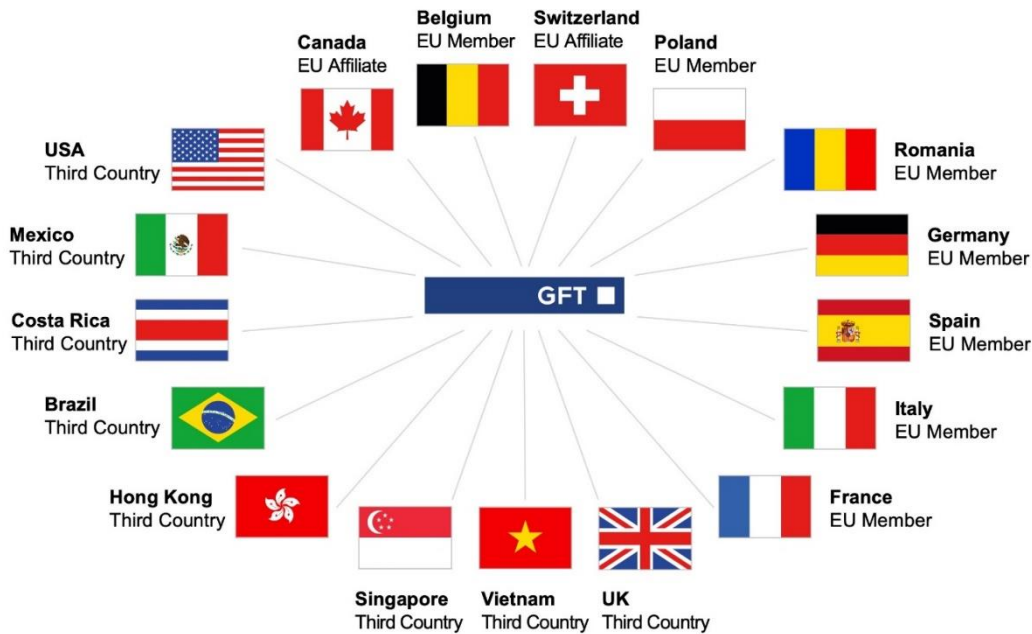 Belgium
EU Member
Switzerland
EU Affiliate
Canada
EU Affiliate
Poland
EU Member
USA
Third Country
Romania
EU Member
Mexico
Third Country
Germany
EU Member
GFT
Costa Rica
Third Country
Spain
EU Member
Brazil
Third Country
Italy
EU Member
Hong Kong
Third Country
France
EU Member
Singapore
Third Country
Vietnam
Third Country
UK
Third Country